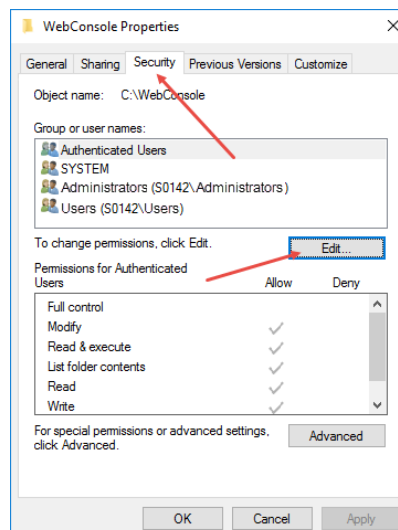 WebConsole Properties
General Sharing Security Previous Versions Customize
Object name: C:\WebConsole
Group or user names:
Authenticated Users
SYSTEM
Administrators (S0142\Administrators)
Users (S0142\Users)
To change permissions, click Edit.
Edit...
Permissions for Authenticated
Users Allow Deny
Full control
Modify
Read & execute
List folder contents
Read
Write
For special permissions or advanced settings,
click Advanced.
Advanced
OK Cancel Apply